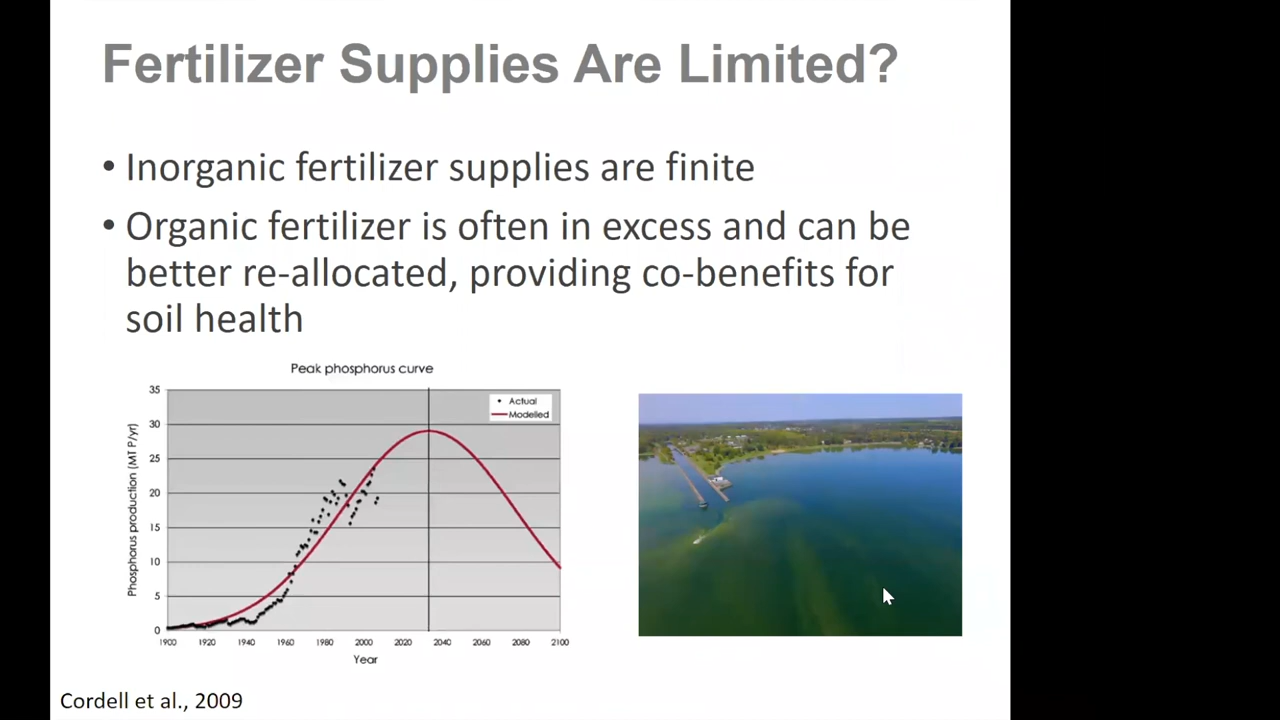 Fertilizer Supplies Are Limited?
• Inorganic fertilizer supplies are finite
• Organic fertilizer is often in excess and can be
better re-allocated, providing co-benefits for
soil health
Peak phosphorus curve
Phosphorus production (MT P/yr)
35
30
25
20
15
10
5
0
Actual
Modelled
1900 1920 1940 1960 1980 2000 2020 2040 2060 2080 2100
Year
Cordell et al., 2009